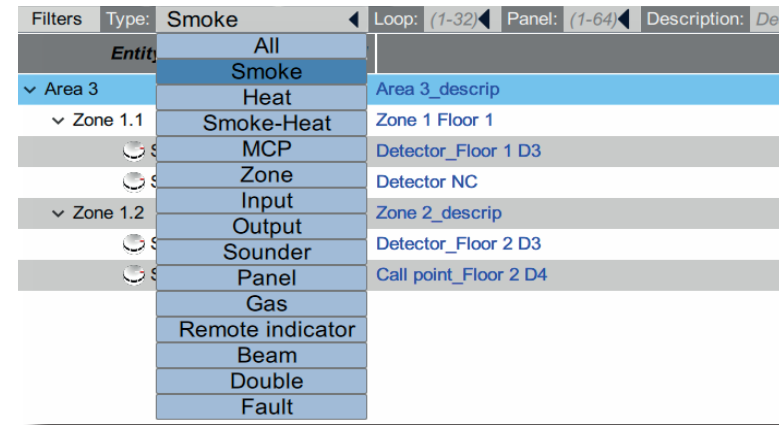 Filters Type: Smoke Loop: (1-32) Panel: (1-64) Description:
All
Smoke
Area 3 Area 3_descrip
Heat
Zone 1.1 Smoke-Heat Zone 1 Floor 1
MCP Detector_Floor 1 D3
Zone Detector NC
Input
Zone 1.2 Zone 2_descrip
Output
Sounder Detector_Floor 2 D3
Panel Call point_Floor 2 D4
Gas
Remote indicator
Beam
Double
Fault